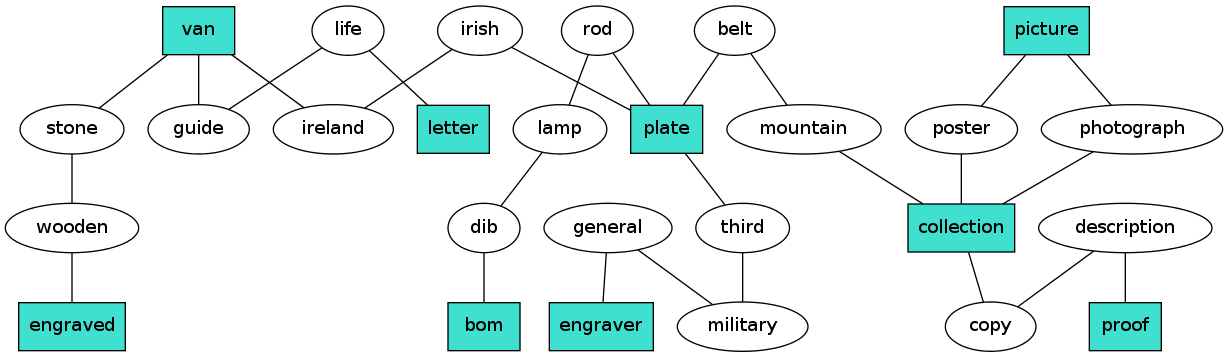 van
life
irish
rod
belt
picture
stone
guide
ireland
letter
lamp
plate
mountain
poster
photograph
wooden
dib
general
third
collection
description
engraved
bom
engraver
military
copy
proof